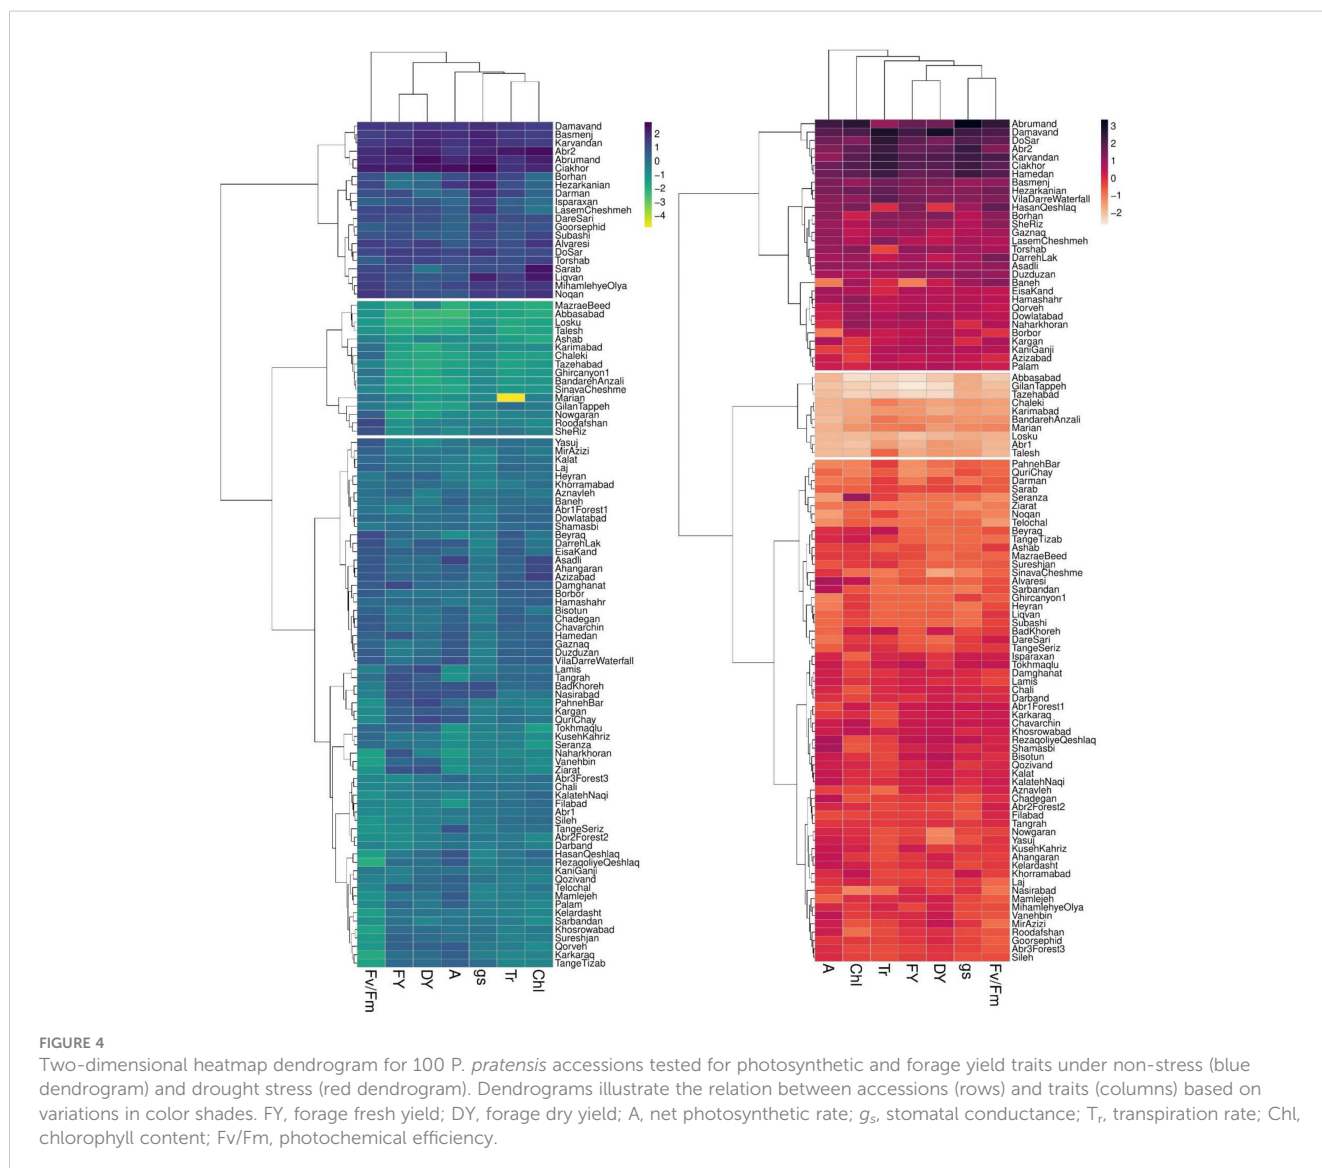 2
1
0
−1
−2
−3
−4
Damavand
Basmenj
Karvandan
Abr2
Abrumand
Ciakhor
Borhan
Hezarkanian
Darman
Isparaxan
LasemCheshmeh
DareSari
Goorsephid
Subashi
Alvaresi
DoSar
Torshab
Sarab
Liqvan
MihamlehyeOlya
Noqan
MazraeBeed
Abbasabad
Losku
Talesh
Ashab
Karimabad
Chaleki
Tazehabad
Ghircanyon1
BandarehAnzali
SinavaCheshme
Marian
GilanTappeh
Nowgaran
Roodafshan
SheRiz
Yasuj
MirAzizi
Kalat
Laj
Heyran
Khorramabad
Aznavleh
Baneh
Abr1Forest1
Dowlatabad
Shamasbi
Beyraq
DarrehLak
EisaKand
Asadli
Ahangaran
Azizabad
Damghanat
Borbor
Hamashahr
Bisotun
Chadegan
Chavarchin
Hamedan
Gaznaq
Duzduzan
VilaDarreWaterfall
Lamis
Tangrah
BadKhoreh
Nasirabad
PahnehBar
Kargan
QuriChay
Tokhmaqlu
KusehKahriz
Seranza
Naharkhoran
Vanehbin
Ziarat
Abr3Forest3
Chali
KalatehNaqi
Filabad
Abr1
Sileh
TangeSeriz
Abr2Forest2
Darband
HasanQeshlaq
RezaqoliyeQeshlaq
KaniGanji
Qozivand
Telochal
Mamlejeh
Palam
Kelardasht
Sarbandan
Khosrowabad
Sureshjan
Qorveh
Karkaraq
TangeTizab
Fv/Fm
FY
DY
A
gs
Tr
Chl
3
2
1
0
−1
−2
Abrumand
Damavand
DoSar
Abr2
Karvandan
Ciakhor
Hamedan
Basmenj
Hezarkanian
VilaDarreWaterfall
HasanQeshlaq
Borhan
SheRiz
Gaznaq
LasemCheshmeh
Torshab
DarrehLak
Asadli
Duzduzan
Baneh
EisaKand
Hamashahr
Qorveh
Dowlatabad
Naharkhoran
Borbor
Kargan
KaniGanji
Azizabad
Palam
Abbasabad
GilanTappeh
Tazehabad
Chaleki
Karimabad
BandarehAnzali
Marian
Losku
Abr1
Talesh
PahnehBar
QuriChay
Darman
Sarab
Seranza
Ziarat
Noqan
Telochal
Beyraq
TangeTizab
Ashab
MazraeBeed
Sureshjan
SinavaCheshme
Alvaresi
Sarbandan
Ghircanyon1
Heyran
Liqvan
Subashi
BadKhoreh
DareSari
TangeSeriz
Isparaxan
Tokhmaqlu
Damghanat
Lamis
Chali
Darband
Abr1Forest1
Karkaraq
Chavarchin
Khosrowabad
RezaqoliyeQeshlaq
Shamasbi
Bisotun
Qozivand
Kalat
KalatehNaqi
Aznavleh
Chadegan
Abr2Forest2
Filabad
Tangrah
Nowgaran
Yasuj
KusehKahriz
Ahangaran
Kelardasht
Khorramabad
Laj
Nasirabad
Mamlejeh
MihamlehyeOlya
Vanehbin
MirAzizi
Roodafshan
Goorsephid
Abr3Forest3
Sileh
A
Chl
Tr
FY
DY
gs
Fv/Fm
FIGURE 4
Two-dimensional heatmap dendrogram for 100 P. pratensis accessions tested for photosynthetic and forage yield traits under non-stress (blue
dendrogram) and drought stress (red dendrogram). Dendrograms illustrate the relation between accessions (rows) and traits (columns) based on
variations in color shades. FY, forage fresh yield; DY, forage dry yield; A, net photosynthetic rate; gs, stomatal conductance; Tr, transpiration rate; Chl,
chlorophyll content; Fv/Fm, photochemical efficiency.